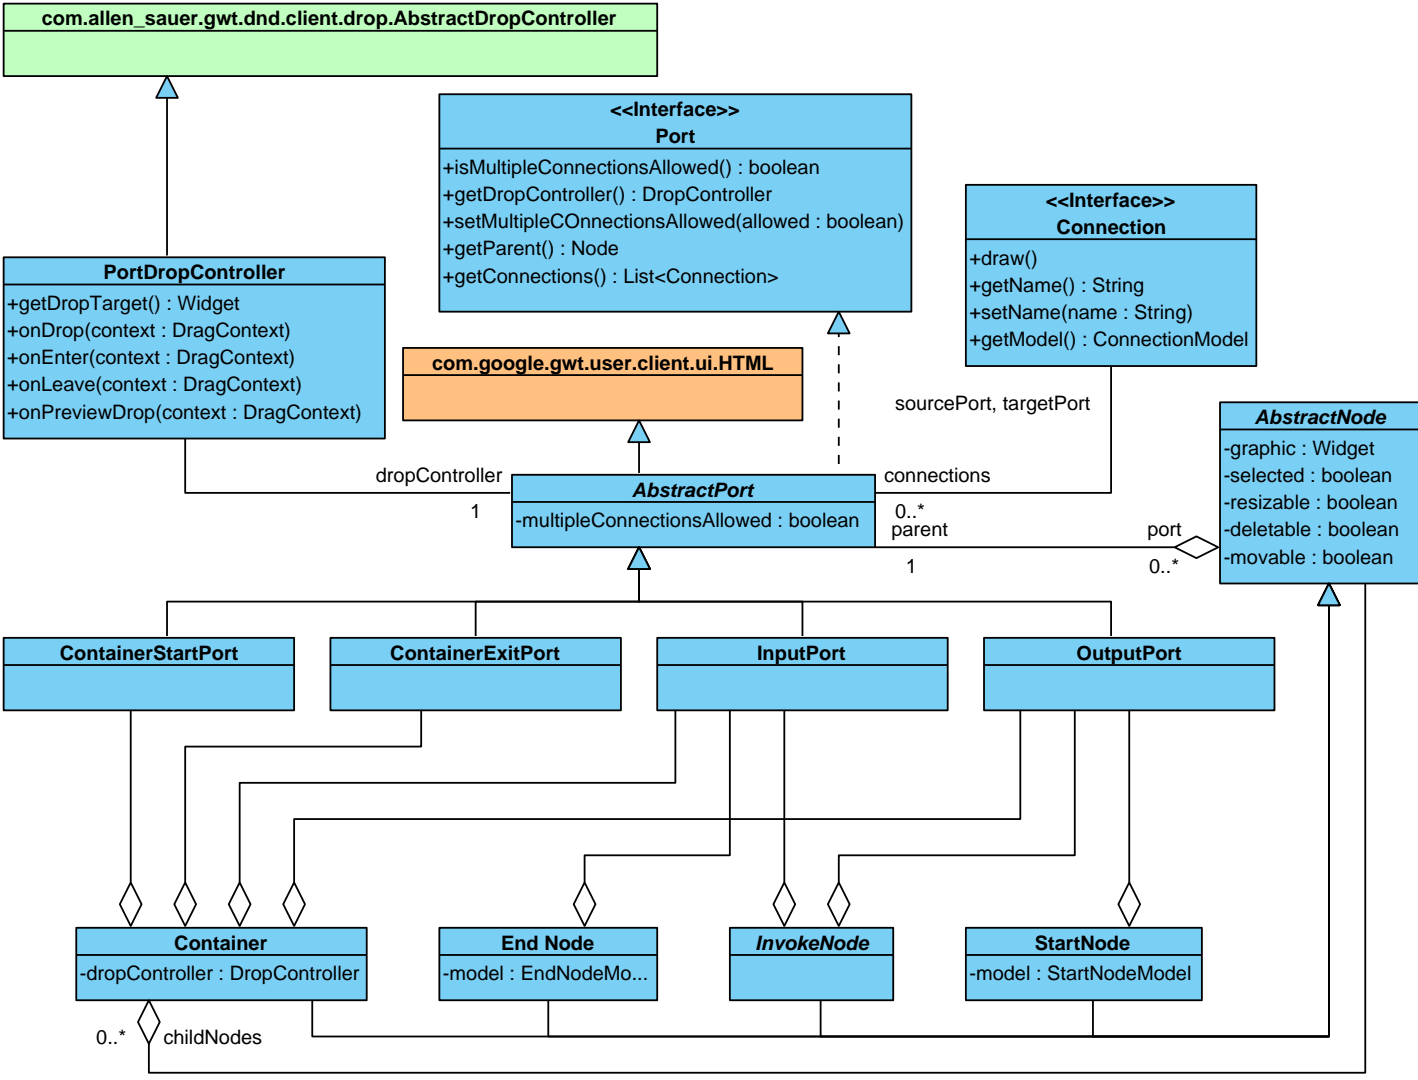 com.allen_sauer.gwt.dnd.client.drop.AbstractDropController
<<Interface>>
Port
+isMultipleConnectionsAllowed() : boolean
+getDropController() : DropController
+setMultipleCOnnectionsAllowed(allowed : boolean)
+getParent() : Node
+getConnections() : List<Connection>
<<Interface>>
Connection
+draw()
+getName() : String
+setName(name : String)
+getModel() : ConnectionModel
PortDropController
+getDropTarget() : Widget
+onDrop(context : DragContext)
+onEnter(context : DragContext)
+onLeave(context : DragContext)
+onPreviewDrop(context : DragContext)
com.google.gwt.user.client.ui.HTML
sourcePort, targetPort
AbstractNode
-graphic : Widget
-selected : boolean
-resizable : boolean
-deletable : boolean
-movable : boolean
dropController
1
AbstractPort
-multipleConnectionsAllowed : boolean
connections
0..*
parent
1
port
0..*
ContainerStartPort
ContainerExitPort
InputPort
OutputPort
Container
-dropController : DropController
End Node
-model : EndNodeMo...
InvokeNode
StartNode
-model : StartNodeModel
0..*
childNodes